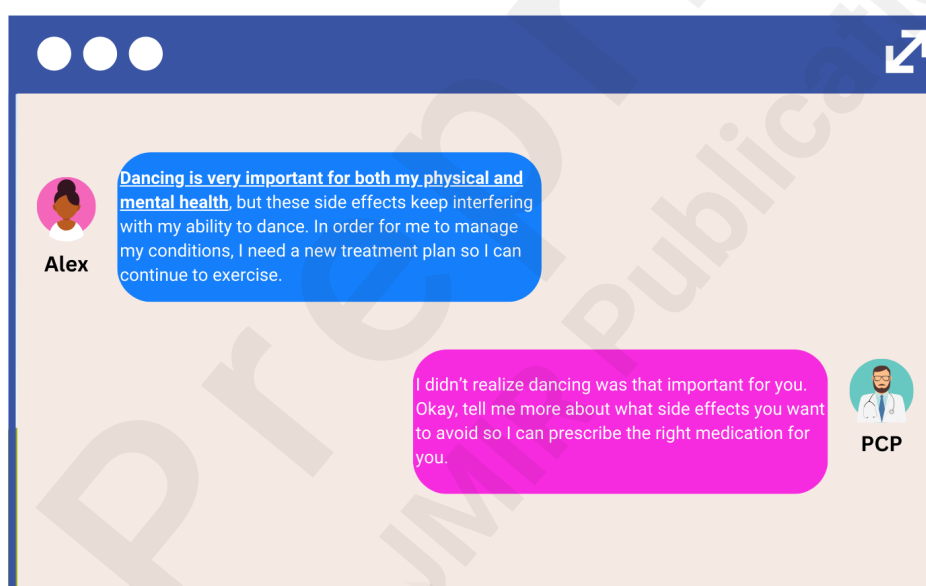 Dancing is very important for both my physical and
mental health, but these side effects keep interfering
with my ability to dance. In order for me to manage
my conditions, I need a new treatment plan so I can
continue to exercise.
Alex
I didn't realize dancing was that important for you.
Okay, tell me more about what side effects you want
to avoid so I can prescribe the right medication for
you.
PCP
Prepr
JMIR Publicati